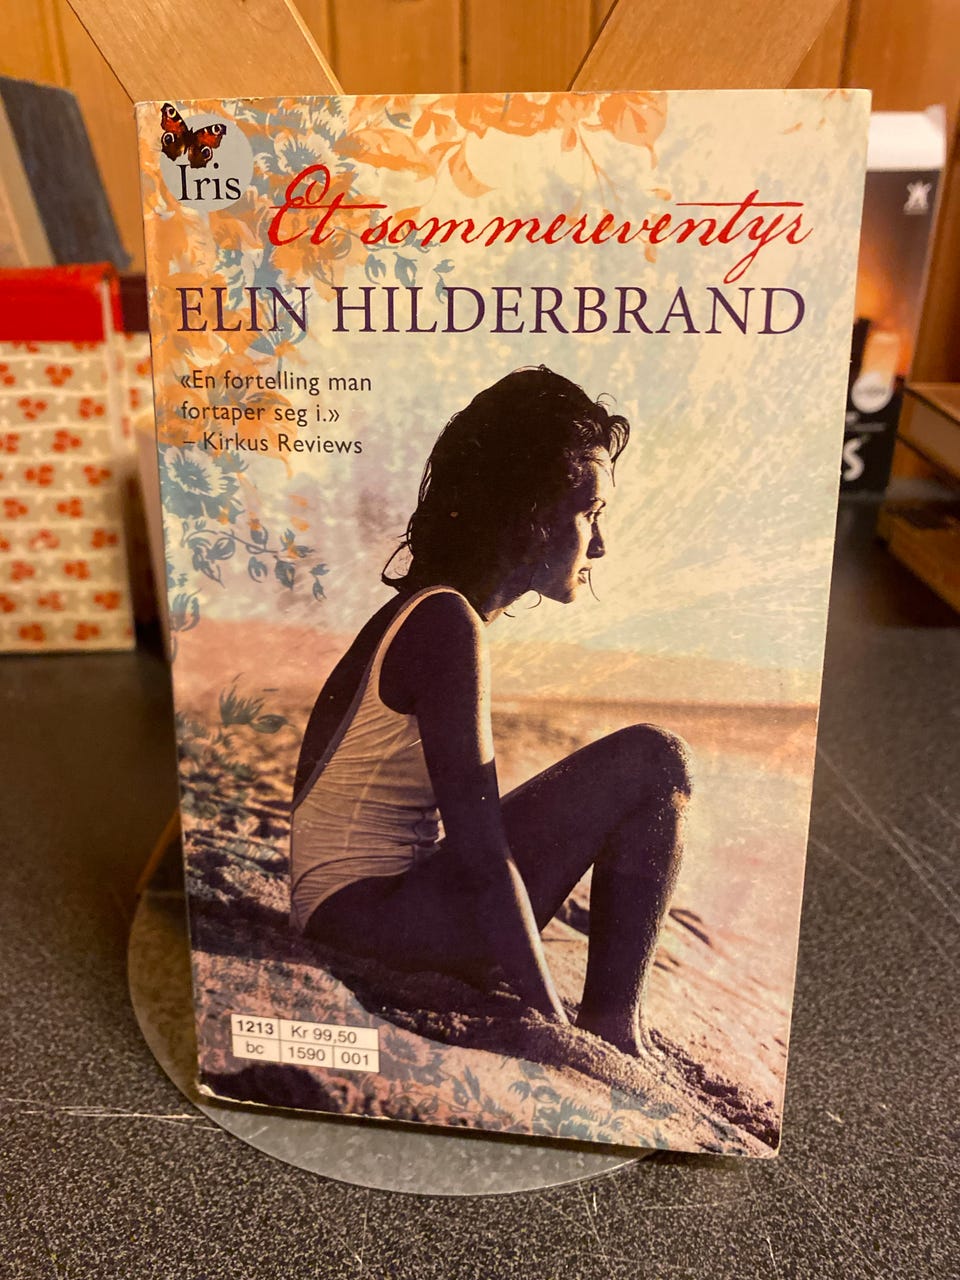 Iris
Et sommereventyr
ELIN HILDERBRAND
«En fortelling man
fortaper seg i.»
– Kirkus Reviews
1213 Kr 99,50
bc 1590 001
S